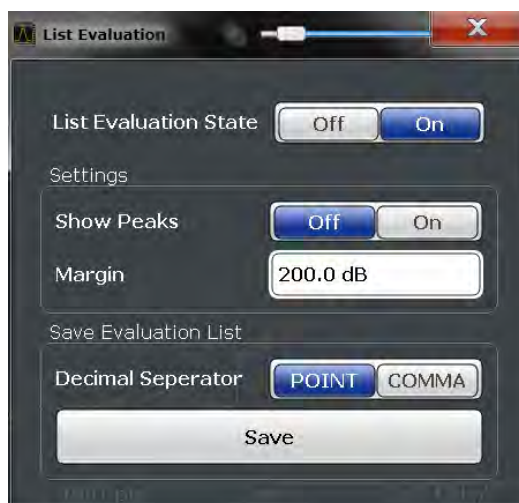 List Evaluation
List Evaluation State Off On
Settings
Show Peaks Off On
Margin 200.0 dB
Save Evaluation List
Decimal Seperator POINT COMMA
Save